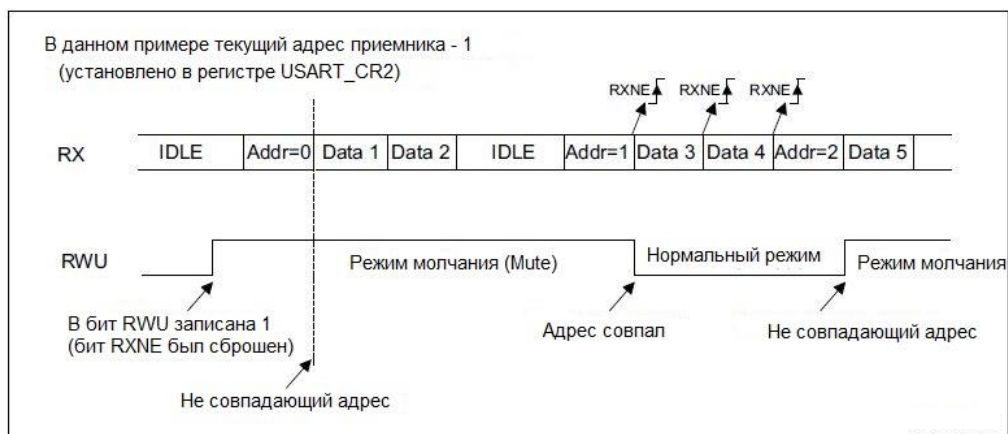 В данном примере текущий адрес приемника - 1
(установлено в регистре USART_CR2)
RXNE RXNE RXNE
RX IDLE Addr=0 Data 1 Data 2 IDLE Addr=1 Data 3 Data 4 Addr=2 Data 5
RWU Режим молчания (Mute) Нормальный режим Режим молчания
В бит RWU записана 1
(бит RXNE был сброшен)
Адрес совпал
Не совпадающий адрес
Не совпадающий адрес